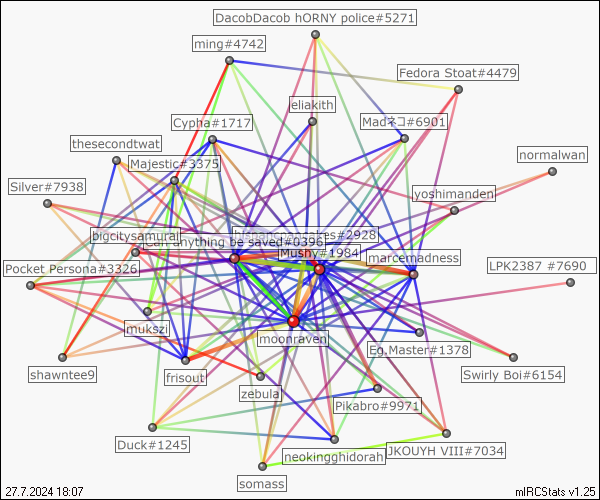 DacobDacob hORNY police#5271
ming#4742
Fedora Stoat#4479
eliakith
Cypha#1717
Madネコ#6901
thesecondtwat
Majestic#3375
normalwan
Silver#7938
yoshimanden
bigcitysamurai
Can anything be saved#0396
Mushy#1984
marcemadness
Pocket Persona#3326
LPK2387 #7690
mukszi
moonraven
Eg.Master#1378
shawntee9
frisout
Swirly Boi#6154
zebula
Pikabro#9971
Duck#1245
neokingghidorah
JKOUYH VIII#7034
somass
27.7.2024 18:07
mIRCStats v1.25